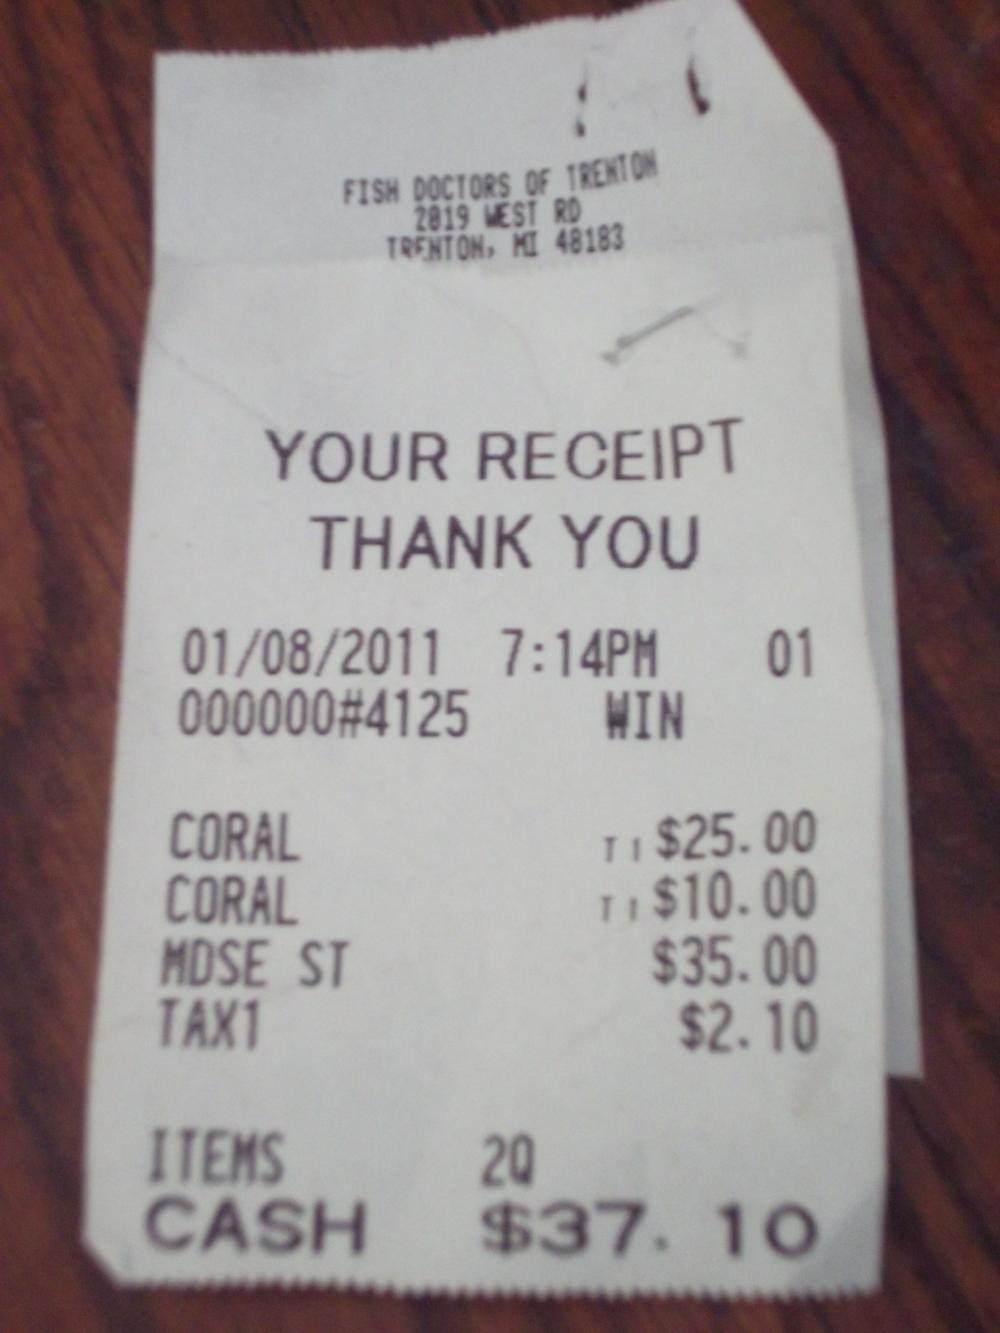 FISH DOCTORS OF TRENTON
2819 WEST RD
TRENTON, MI 48183
YOUR RECEIPT
THANK YOU
01/08/2011 7:14PM 01
000000#4125 WIN
CORAL T1 $25.00
CORAL T1 $10.00
MDSE ST $35.00
TAX1 $2.10
ITEMS 2Q
CASH $37.10